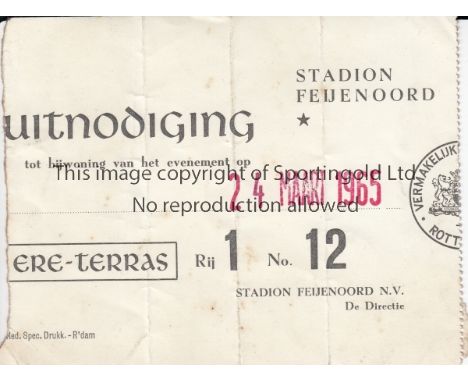 STADION
FEIJENOORD
UITNODIGING
tot bijwoning van het evenement op
This image copyright of Sportingold Ltd.
24 MAART 1965
No reproduction allowed
VERMAKELIJK
ROTT
ERE-TERRAS
Rij 1 No. 12
STADION FEIJENOORD N.V.
De Directie
Ned. Spec. Drukk. - R'dam